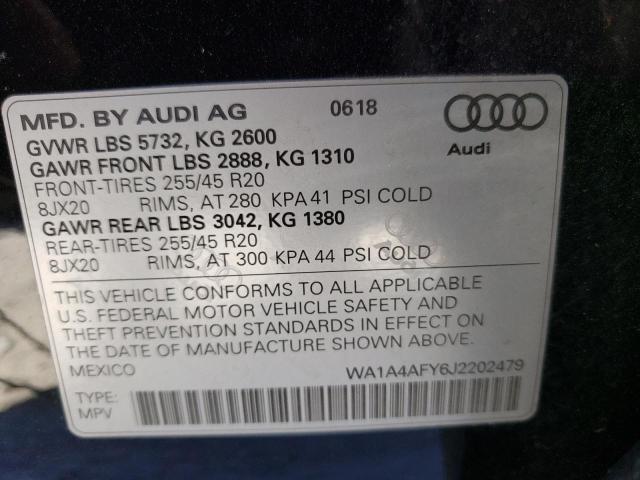 MFD. BY AUDI AG 0618
GVWR LBS 5732, KG 2600
GAWR FRONT LBS 2888, KG 1310
FRONT-TIRES 255/45 R20
8JX20 RIMS, AT 280 KPA 41 PSI COLD
GAWR REAR LBS 3042, KG 1380
REAR-TIRES 255/45 R20
8JX20 RIMS, AT 300 KPA 44 PSI COLD
Audi
THIS VEHICLE CONFORMS TO ALL APPLICABLE
U.S. FEDERAL MOTOR VEHICLE SAFETY AND
THEFT PREVENTION STANDARDS IN EFFECT ON
THE DATE OF MANUFACTURE SHOWN ABOVE.
MEXICO WA1A4AFY6J2202479
TYPE:
MPV